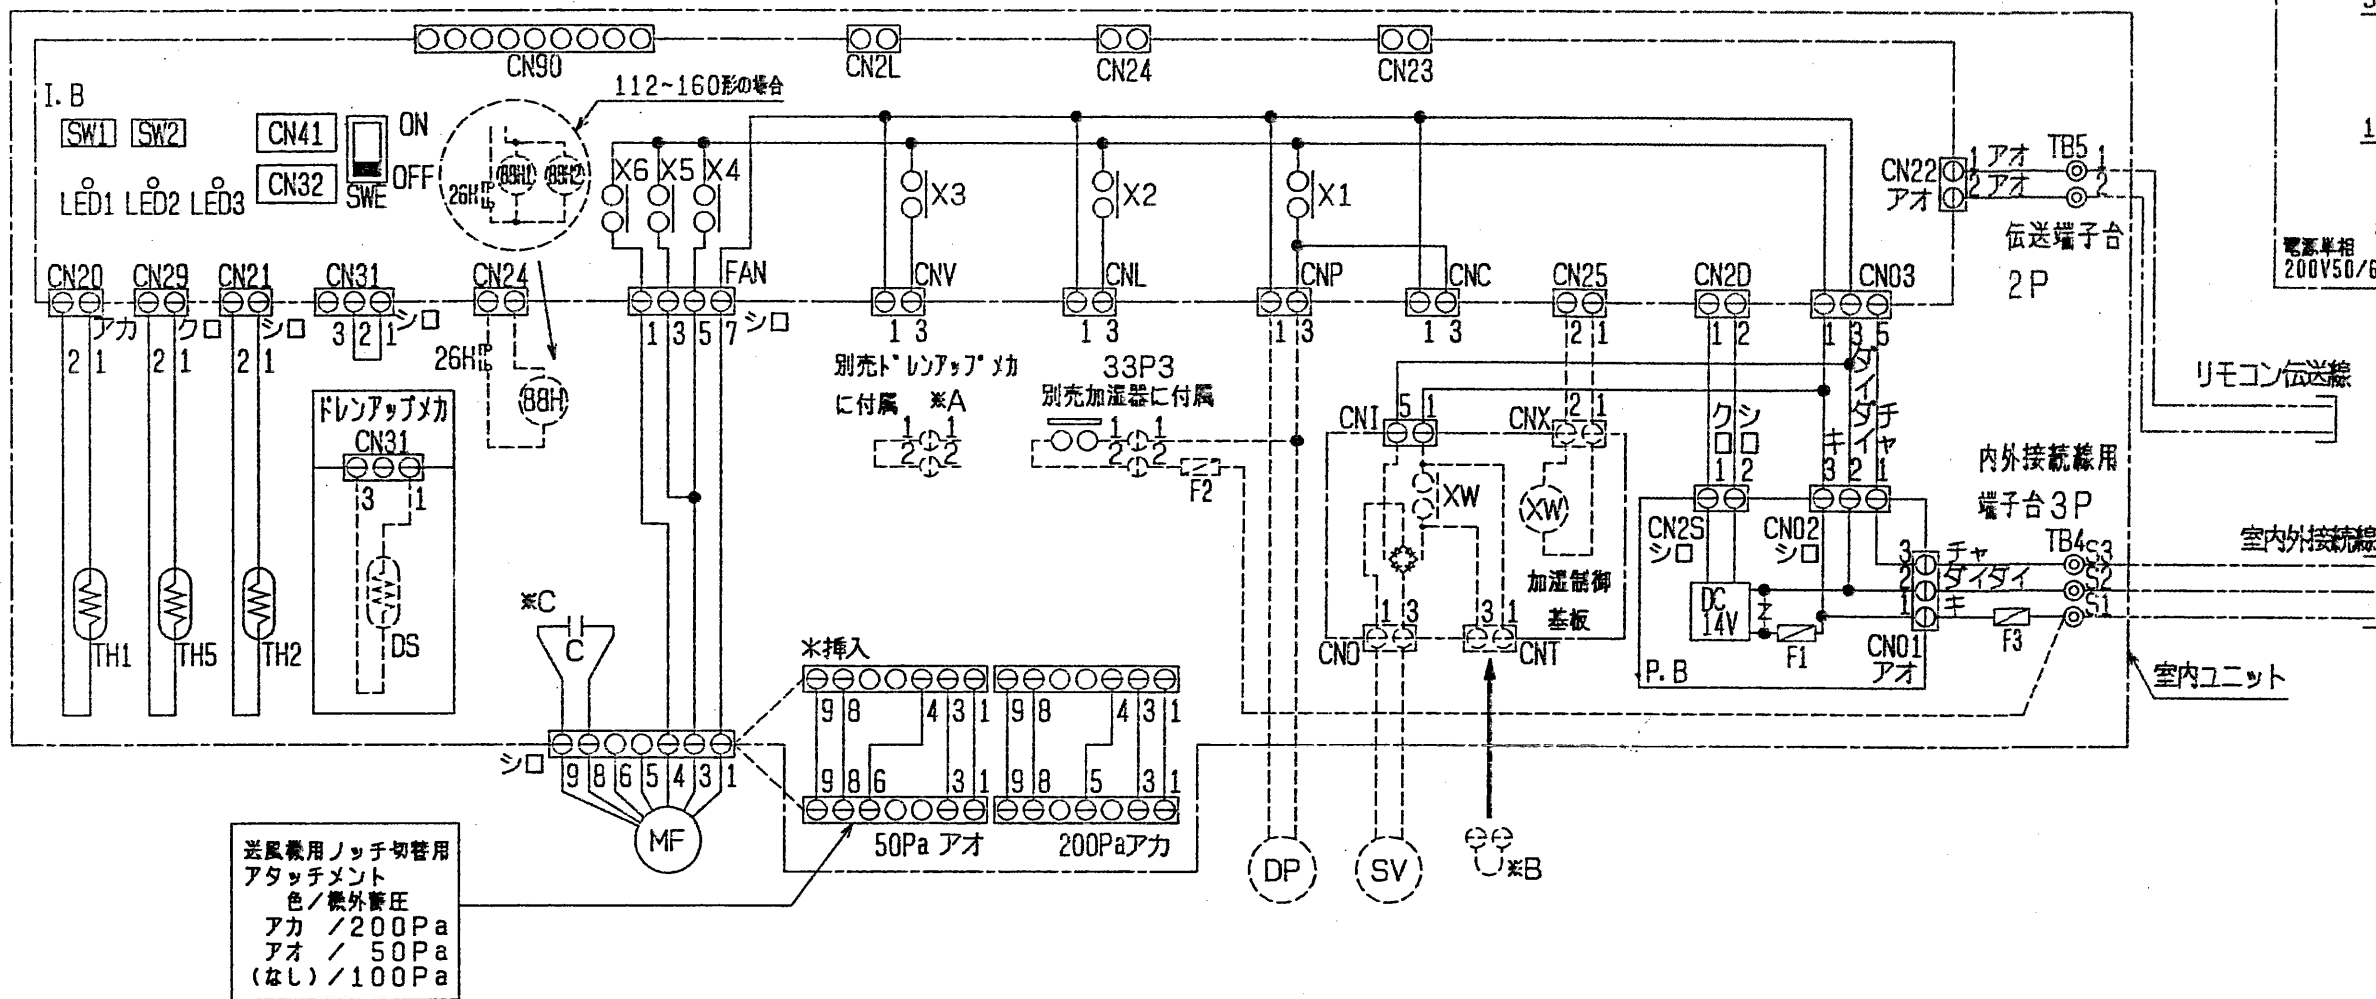 CN90
CN2L
CN24
CN23
I.B
112~160形の場合
SW1 SW2
CN41
ON
CN32
OFF
SWE
LED1 LED2 LED3
26H
88H1 88H2
X6 X5 X4
X3
X2
X1
CN22
アオ
1 アオ TB5 1
2 アオ 2
伝送端子台
2P
電源単相
CN20 CN29 CN21 CN31 CN24 FAN CNV CNL CNP CNC CN25 CN2D CN03
アカ クロ シロ シロ シロ
2 1 2 1 2 1 3 2 1
1 3 5 7
1 3 1 3 1 3 1 3 2 1 1 2 1 3 5
26H
88H
別売ドレンアップメカ
に付属 ※A
1 1
2 2
33P3
別売加湿器に付属
1 1
2 2
F2
リモコン伝送線
ドレンアップメカ
CN31
3 1
DS
CNI 5 1
CNX 2 1
クロ シロ
キ ダイダイ チャ
1 2 3 2 1
XW
XW
内外接続線用
端子台3P
CN2S
シロ
CN02
シロ
TB4
室内外接続線
3 チャ S3
2 ダイダイ S2
1 キ S1
加湿制御
基板
DC
14V
Z
F1
F3
CN01
アオ
P.B
室内ユニット
TH1 TH5 TH2
※C
C
1 3 3 1
CNO CNT
*挿入
9 8 4 3 1 9 8 4 3 1
9 8 6 3 1 9 8 5 3 1
50Pa アオ 200Paアカ
シロ
9 8 6 5 4 3 1
MF
DP
SV
※B
送風機用ノッチ切替用
アタッチメント
色/機外静圧
アカ /200Pa
アオ / 50Pa
(なし)/100Pa